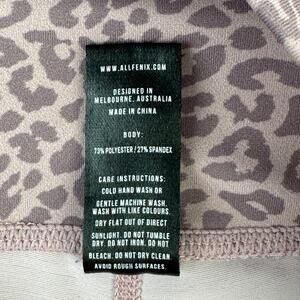 WWW.ALLFENIX.COM
DESIGNED IN
MELBOURNE, AUSTRALIA
MADE IN CHINA
BODY:
73% POLYESTER / 27% SPANDEX
CARE INSTRUCTIONS:
COLD HAND WASH OR
GENTLE MACHINE WASH.
WASH WITH LIKE COLOURS.
DRY FLAT OUT OF DIRECT
SUNLIGHT. DO NOT TUMBLE
DRY. DO NOT IRON. DO NOT
BLEACH. DO NOT DRY CLEAN.
AVOID ROUGH SURFACES.